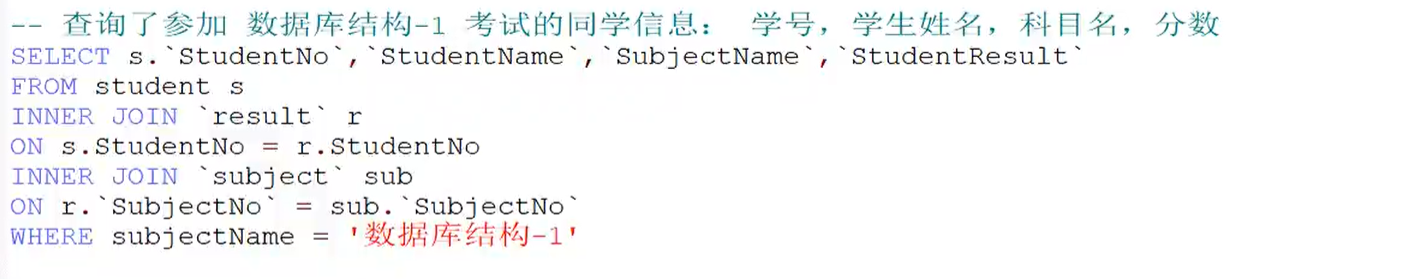 -- 查询了参加 数据库结构-1 考试的同学信息： 学号，学生姓名，科目名，分数
SELECT s.`StudentNo`,`StudentName`,`SubjectName`,`StudentResult`
FROM student s
INNER JOIN `result` r
ON s.StudentNo = r.StudentNo
INNER JOIN `subject` sub
ON r.`SubjectNo` = sub.`SubjectNo`
WHERE subjectName = '数据库结构-1'